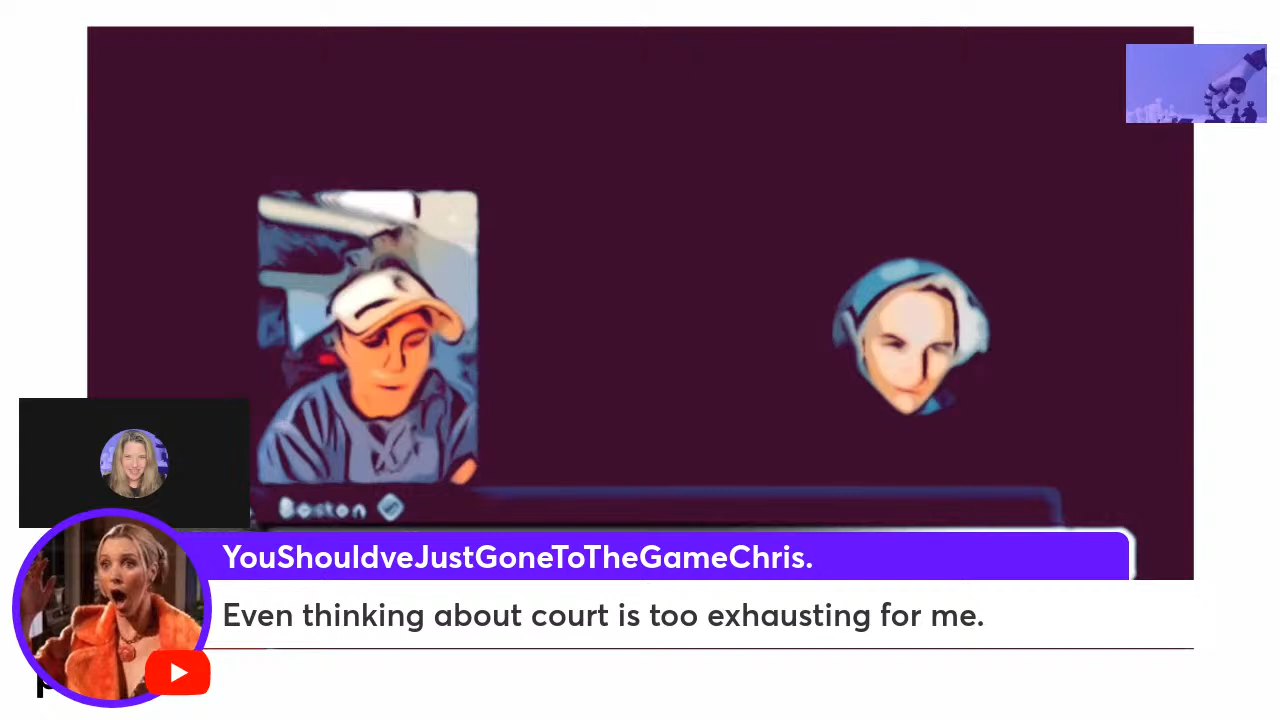 Boston
YouShouldveJustGoneToTheGameChris.
Even thinking about court is too exhausting for me.